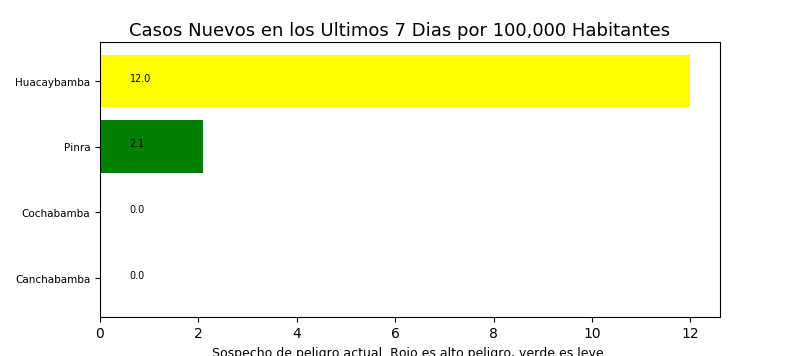 Casos Nuevos en los Ultimos 7 Dias por 100,000 Habitantes
Huacaybamba
12.0
Pinra
2.1
Cochabamba
0.0
Canchabamba
0.0
0 2 4 6 8 10 12
Sospecho de peligro actual. Rojo es alto peligro, verde es leve